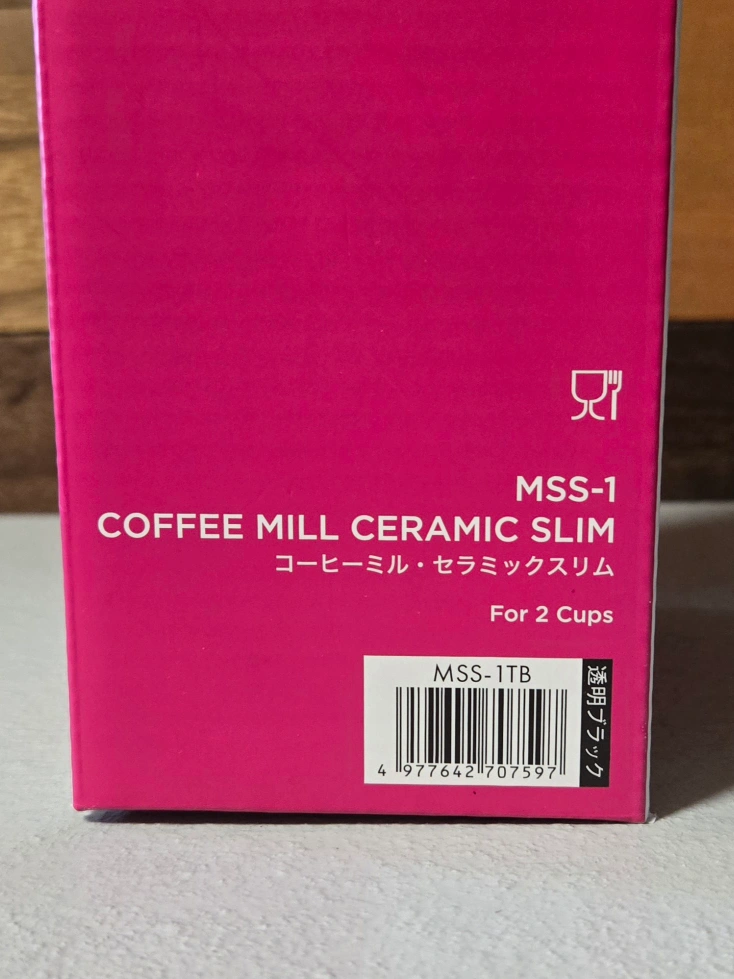 MSS-1
COFFEE MILL CERAMIC SLIM
コーヒーミル・セラミックスリム
For 2 Cups
MSS-1TB
透明ブラック
4 977642 707597